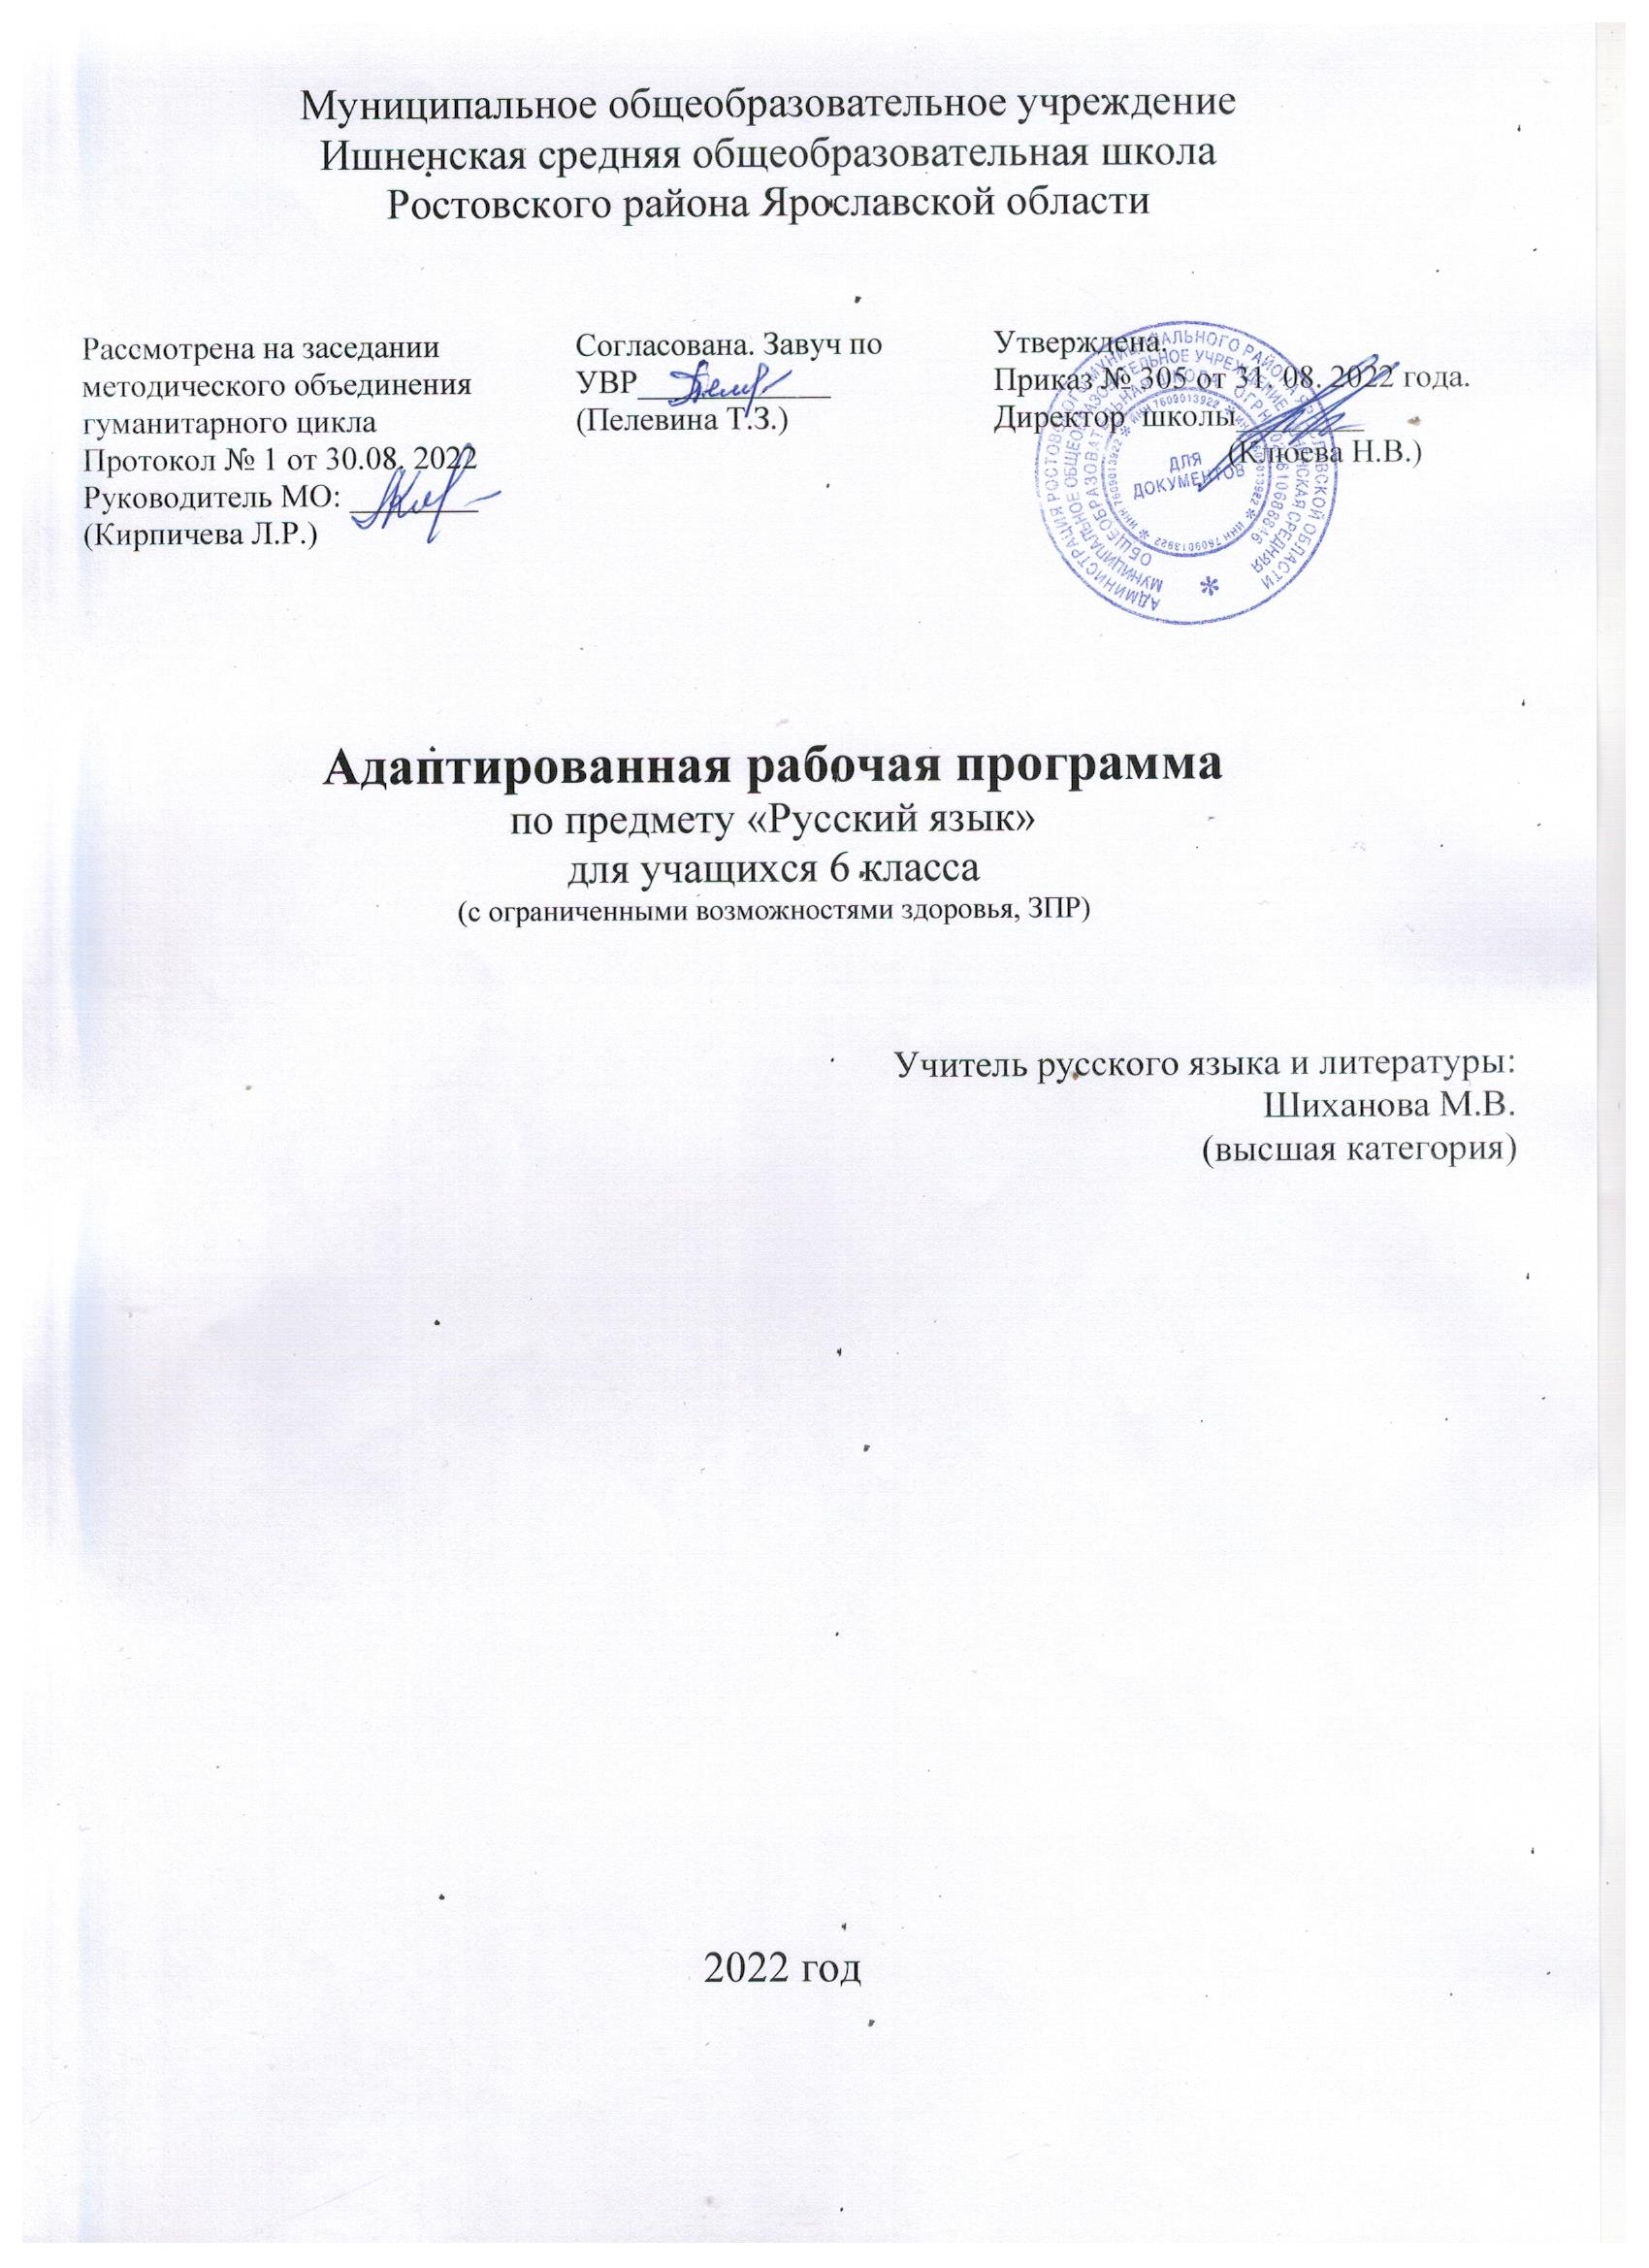 Муниципальное общеобразовательное учреждение
Ишненская средняя общеобразовательная школа
Ростовского района Ярославской области
Рассмотрена на заседании
методического объединения
гуманитарного цикла
Протокол № 1 от 30.08. 2022
Руководитель МО: _________
(Кирпичева Л.Р.)
Согласована. Завуч по
УВР_____________
(Пелевина Т.З.)
Утверждена.
Приказ № 305 от 31. 08. 2022 года.
Директор школы_________
(Клюева Н.В.)
ДЛЯ
ДОКУМЕНТОВ
Адаптированная рабочая программа
по предмету «Русский язык»
для учащихся 6 класса
(с ограниченными возможностями здоровья, ЗПР)
Учитель русского языка и литературы:
Шиханова М.В.
(высшая категория)
2022 год